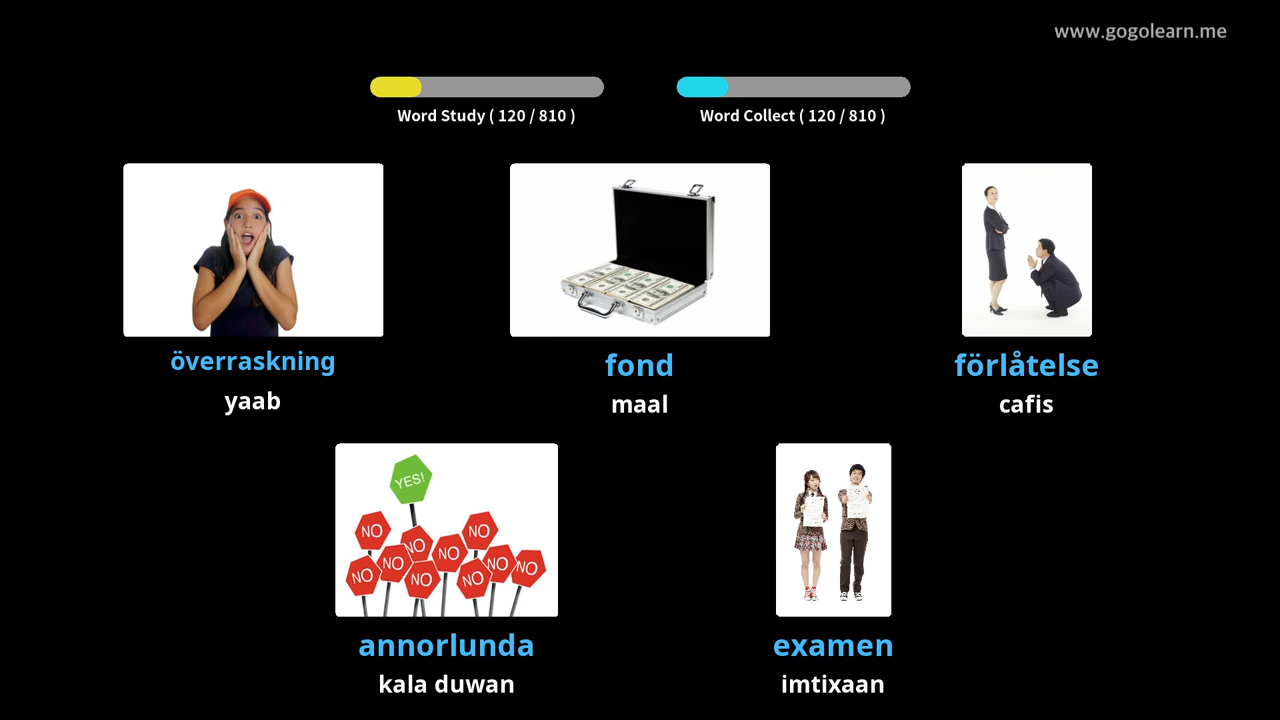 www.gogolearn.me
Word Study ( 120 / 810 )
Word Collect ( 120 / 810 )
överraskning
yaab
fond
maal
förlåtelse
cafis
YES!
NO
NO
NO
NO
NO
NO
NO
NO
NO
NO
annorlunda
kala duwan
examen
imtixaan